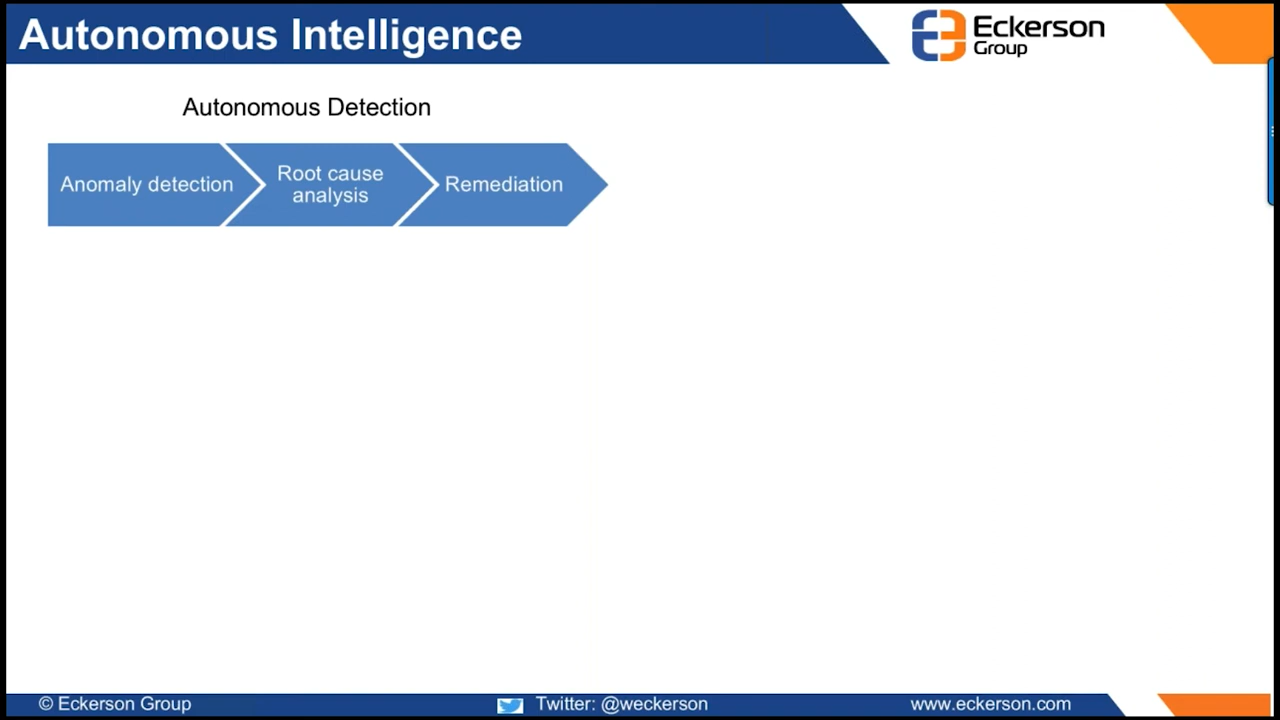 Autonomous Intelligence
Eckerson
Group
Autonomous Detection
Anomaly detection
Root cause
analysis
Remediation
© Eckerson Group
Twitter: @weckerson
www.eckerson.com